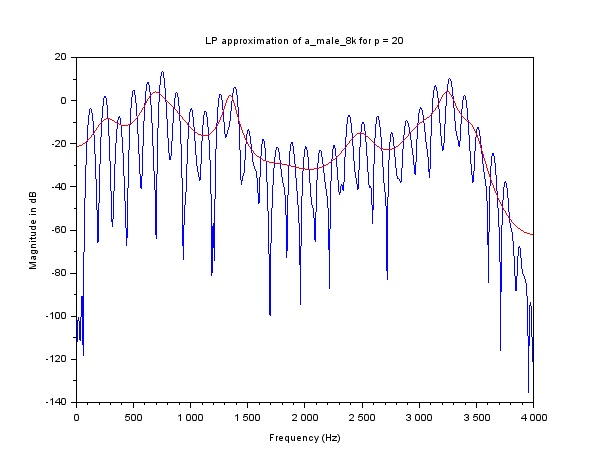 LP approximation of a_male_8k for p = 20
20
0
-20
-40
-60
-80
-100
-120
-140
Magnitude in dB
0 500 1 000 1 500 2 000 2 500 3 000 3 500 4 000
Frequency (Hz)